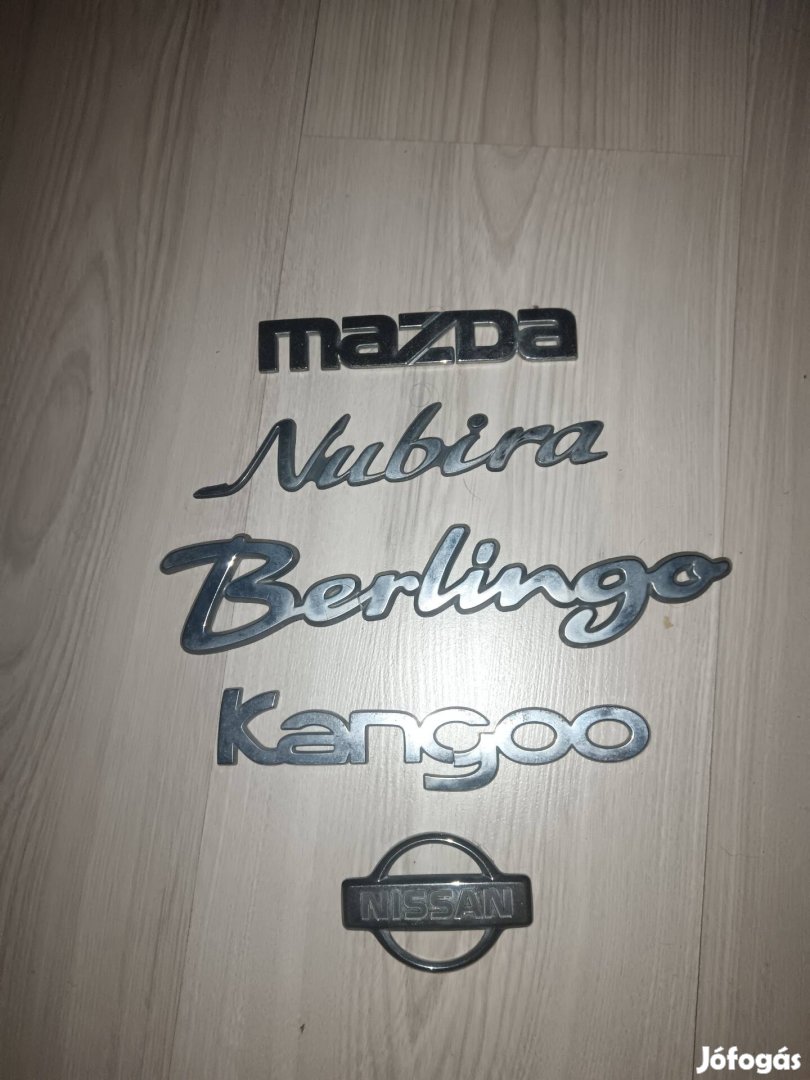 mazda
Nubira
Berlingo
Kangoo
NISSAN
Jófogás